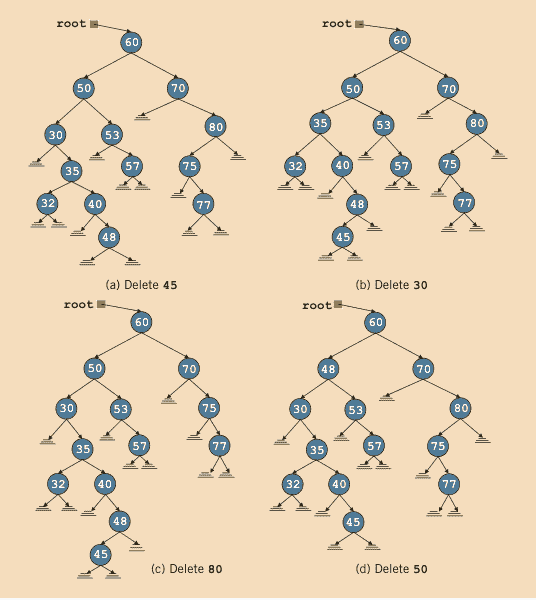 root
60
50 70
30 53 80
35 57 75
32 40 77
48
(a) Delete 45
root
60
50 70
35 53 80
32 40 57 75
48 77
45
(b) Delete 30
root
60
50 70
30 53 75
35 57 77
32 40
48
45
(c) Delete 80
root
60
48 70
30 53 80
35 57 75
32 40 77
45
(d) Delete 50